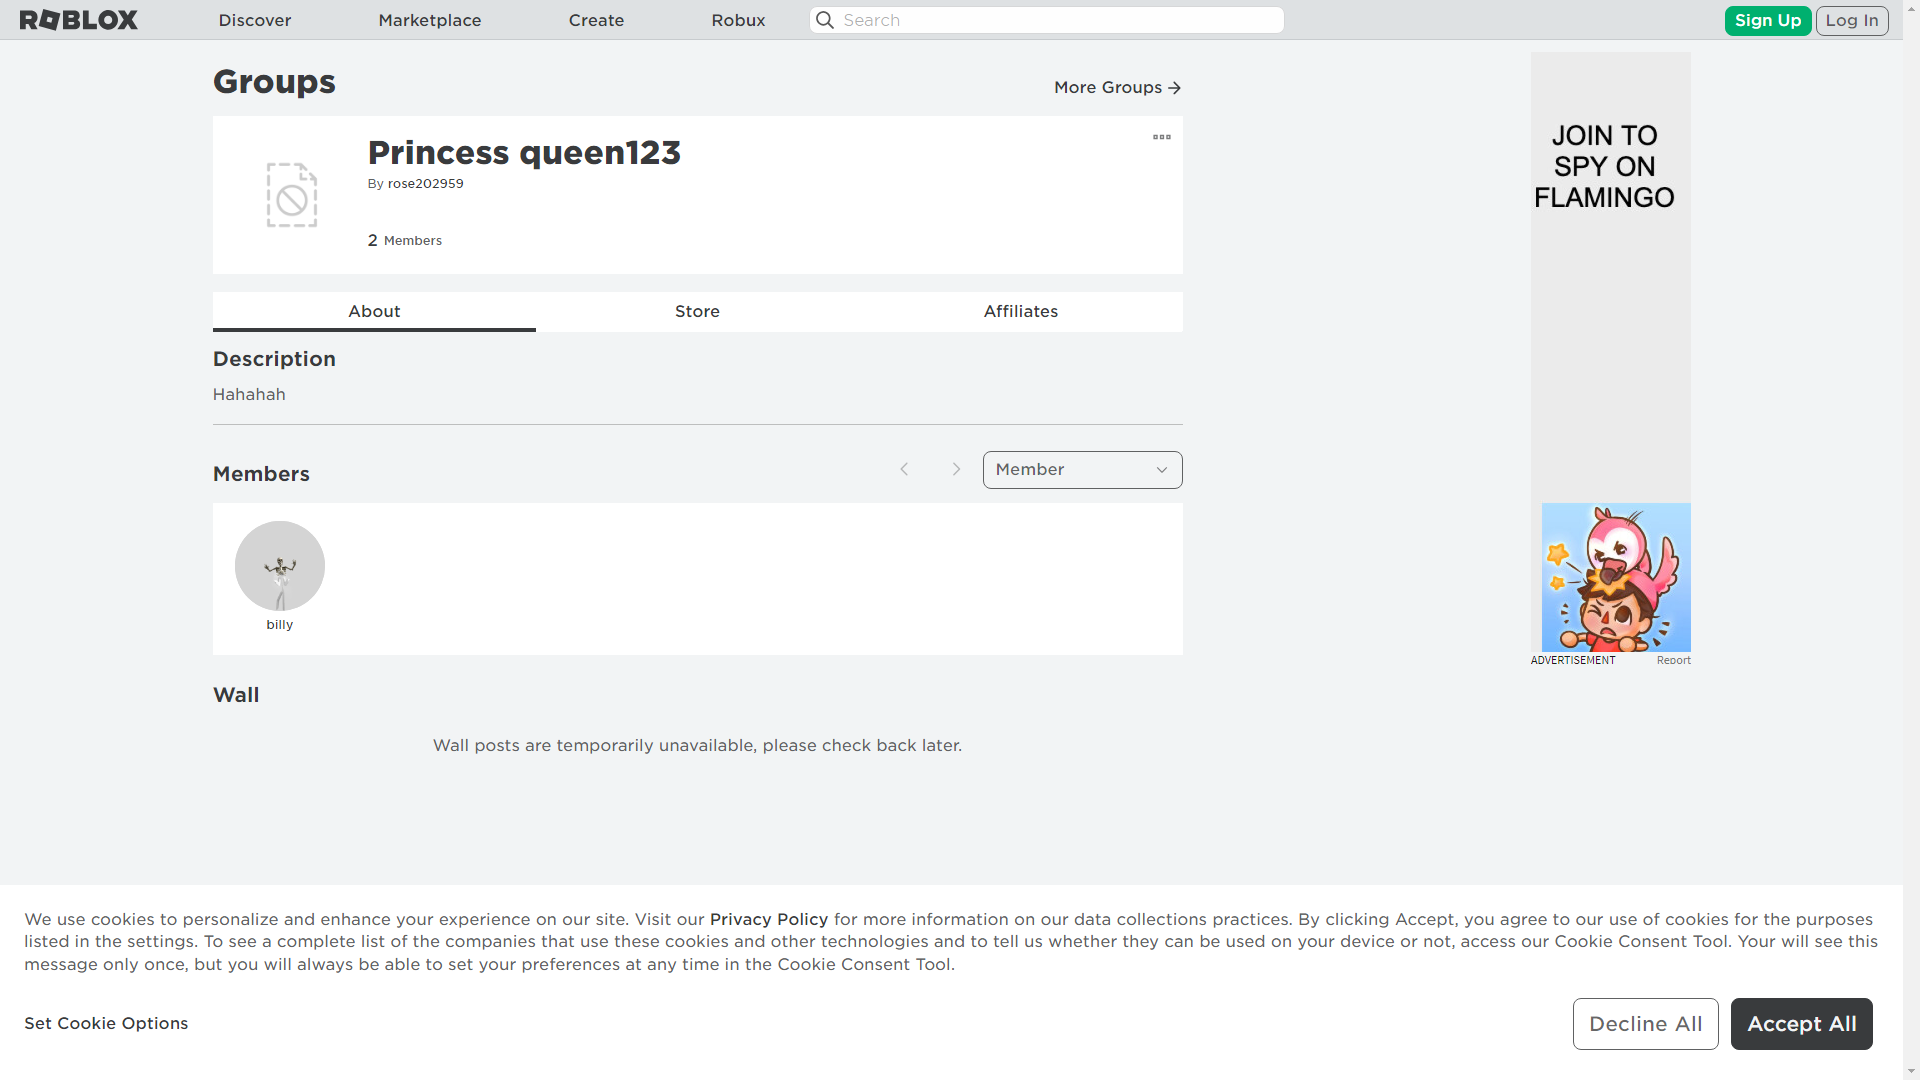 ROBLOX
Discover
Marketplace
Create
Robux
Search
Sign Up
Log In
Groups
More Groups
Princess queen123
By rose202959
2 Members
About
Store
Affiliates
Description
Hahahah
Members
Member
billy
Wall
Wall posts are temporarily unavailable, please check back later.
JOIN TO
SPY ON
FLAMINGO
ADVERTISEMENT
Report
We use cookies to personalize and enhance your experience on our site. Visit our Privacy Policy for more information on our data collections practices. By clicking Accept, you agree to our use of cookies for the purposes
listed in the settings. To see a complete list of the companies that use these cookies and other technologies and to tell us whether they can be used on your device or not, access our Cookie Consent Tool. Your will see this
message only once, but you will always be able to set your preferences at any time in the Cookie Consent Tool.
Set Cookie Options
Decline All
Accept All